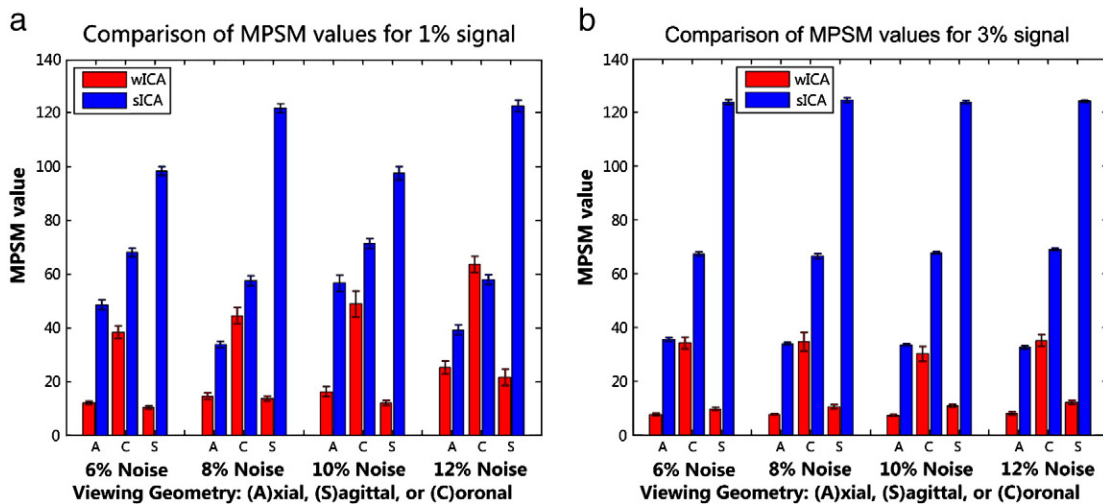 a
Comparison of MPSM values for 1% signal
140
120
100
80
60
40
20
0
MPSM value
wICA
sICA
A C S A C S A C S A C S
6% Noise 8% Noise 10% Noise 12% Noise
Viewing Geometry: (A)xial, (S)agittal, or (C)oronal
b
Comparison of MPSM values for 3% signal
140
120
100
80
60
40
20
0
MPSM value
wICA
sICA
A C S A C S A C S A C S
6% Noise 8% Noise 10% Noise 12% Noise
Viewing Geometry: (A)xial, (S)agittal, or (C)oronal